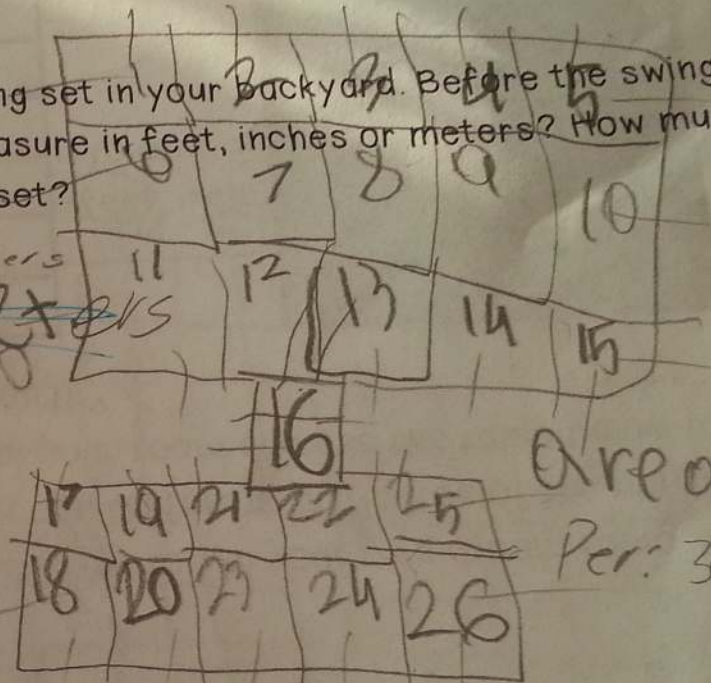 ng set in your Backyard. Before the swing
3 4 5
asure in feet, inches or meters? How mu
6 7 8 9 10
set?
ers 11 12 13 14 15
ters
16
area
17 19 21 22 25
Per: 3
18 20 23 24 26